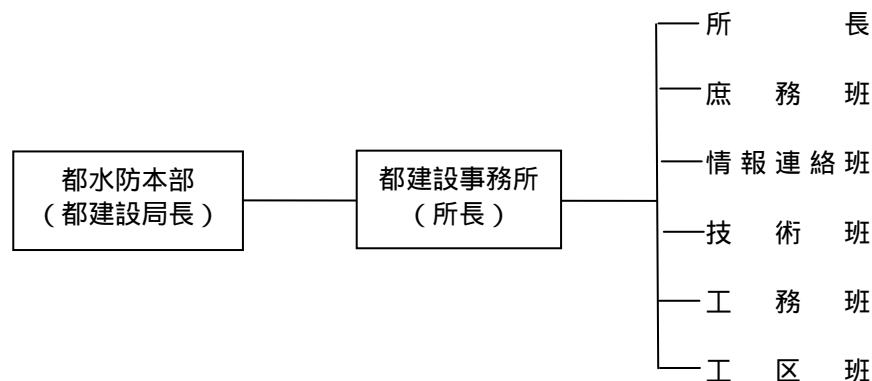 都水防本部
（都建設局長）
都建設事務所
（所長）
所長
庶務班
情報連絡班
技術班
工務班
工区班